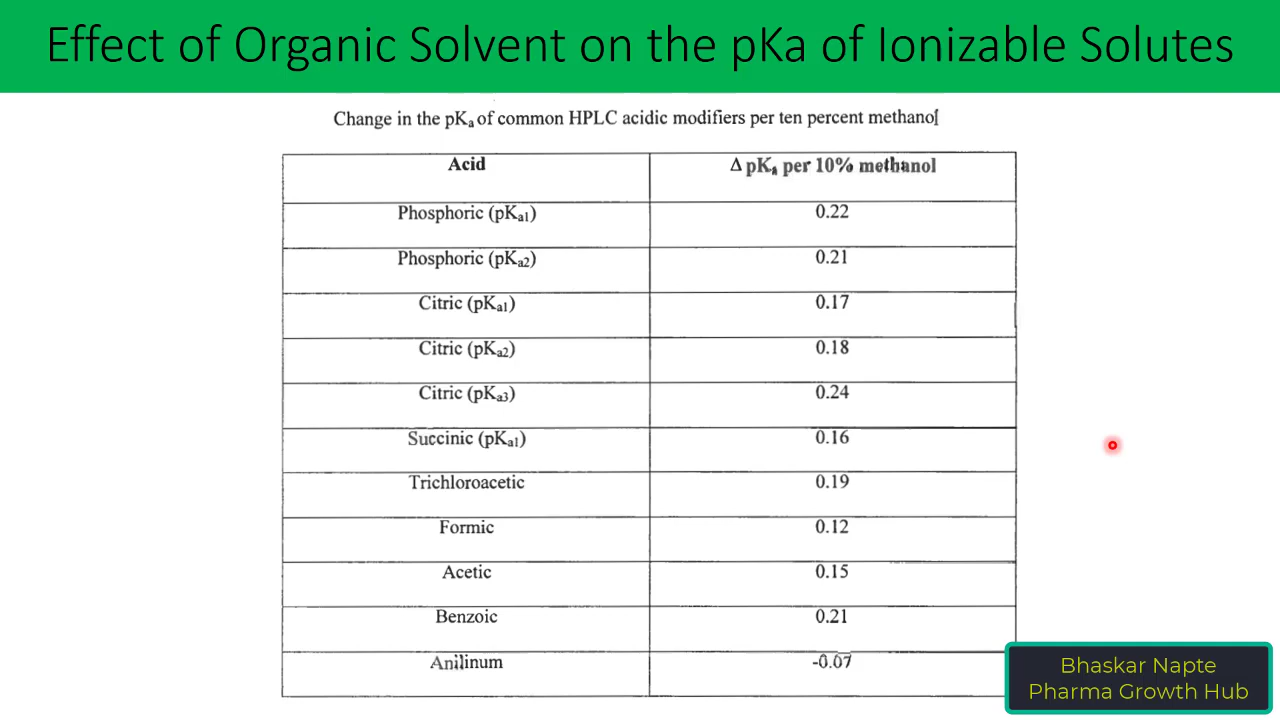 Effect of Organic Solvent on the pKa of Ionizable Solutes
Change in the pKa of common HPLC acidic modifiers per ten percent methanol
Acid Δ pKa per 10% methanol
Phosphoric (pKa1) 0.22
Phosphoric (pKa2) 0.21
Citric (pKa1) 0.17
Citric (pKa2) 0.18
Citric (pKa3) 0.24
Succinic (pKa1) 0.16
Trichloroacetic 0.19
Formic 0.12
Acetic 0.15
Benzoic 0.21
Anilinum -0.07
Bhaskar Napte
Pharma Growth Hub